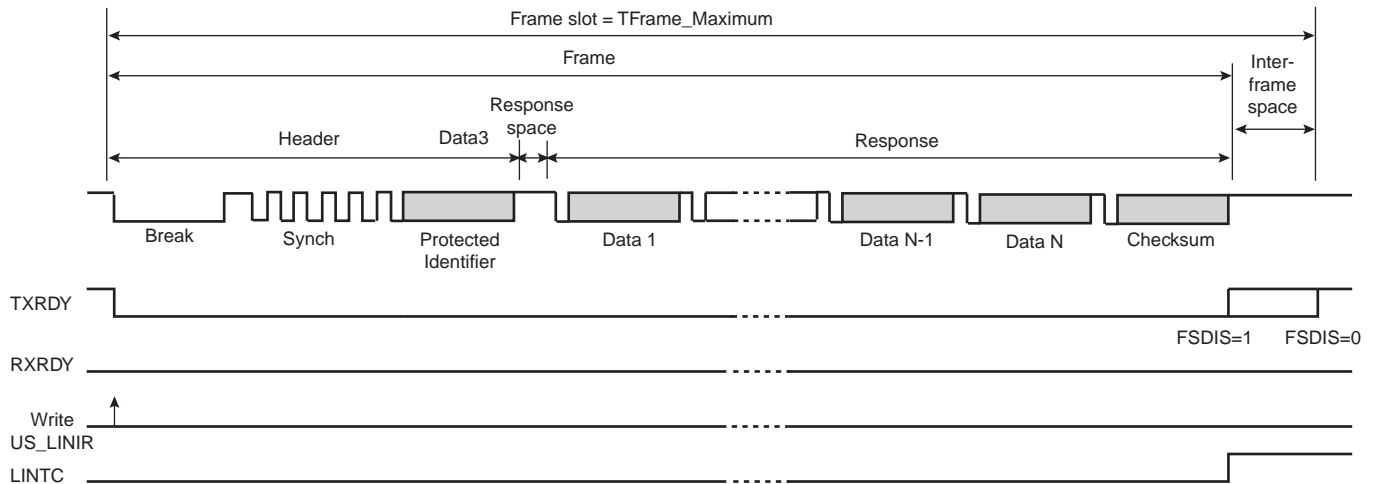 Frame slot = TFrame_Maximum
Frame
Inter-
frame
space
Response
space
Header
Data3
Response
Break
Synch
Protected
Identifier
Data 1
Data N-1
Data N
Checksum
TXRDY
FSDIS=1
FSDIS=0
RXRDY
Write
US_LINIR
LINTC